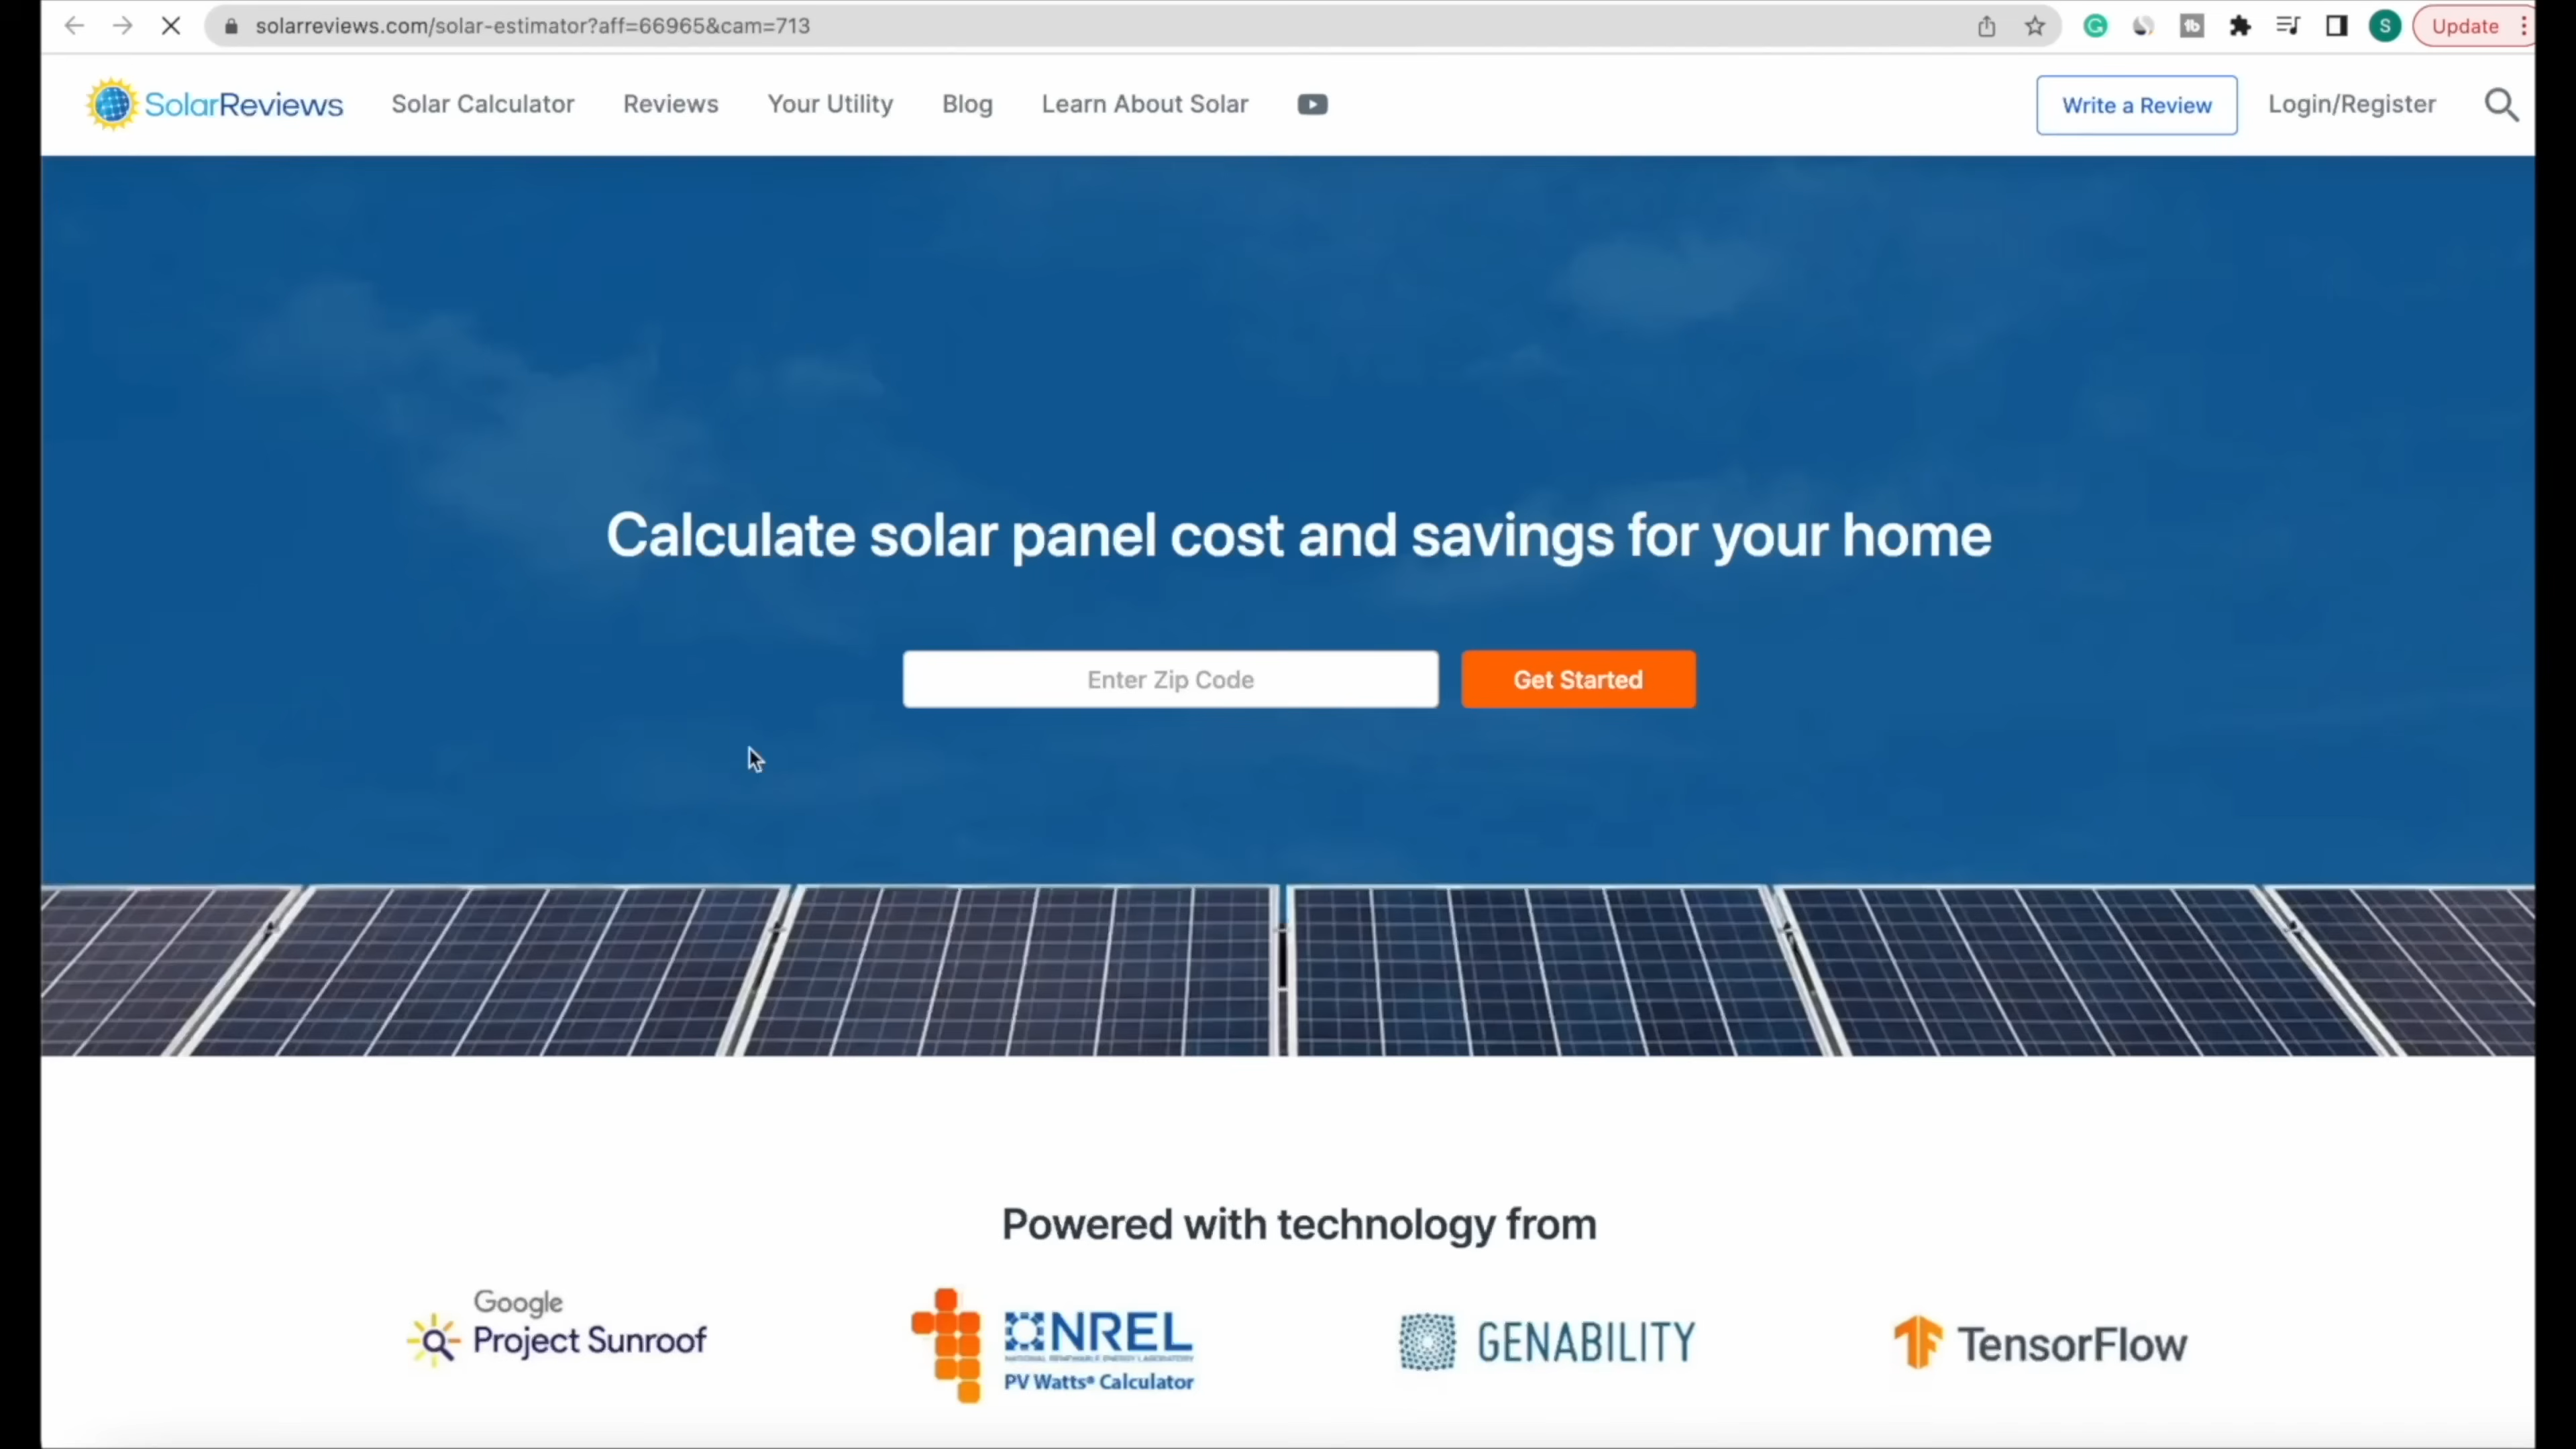 solarreviews.com/solar-estimator?aff=66965&cam=713
S
Update
SolarReviews
Solar Calculator
Reviews
Your Utility
Blog
Learn About Solar
Write a Review
Login/Register
Calculate solar panel cost and savings for your home
Enter Zip Code
Get Started
Powered with technology from
Google
Project Sunroof
NREL
NATIONAL RENEWABLE ENERGY LABORATORY
PV Watts® Calculator
GENABILITY
TensorFlow